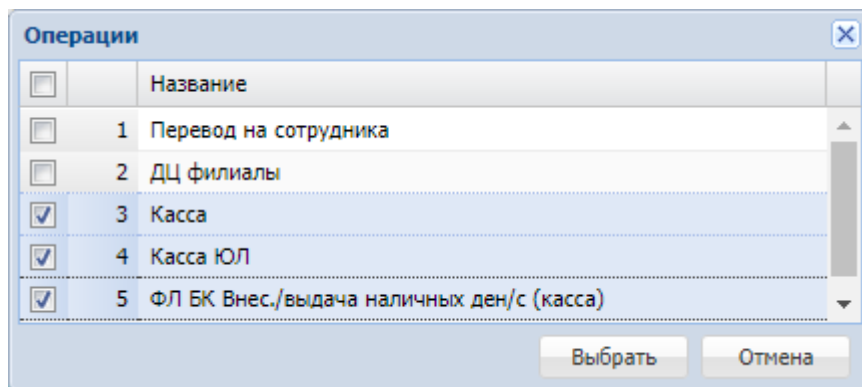 Операции
Название
1 Перевод на сотрудника
2 ДЦ филиалы
3 Касса
4 Касса ЮЛ
5 ФЛ БК Внес./выдача наличных ден/с (касса)
Выбрать Отмена